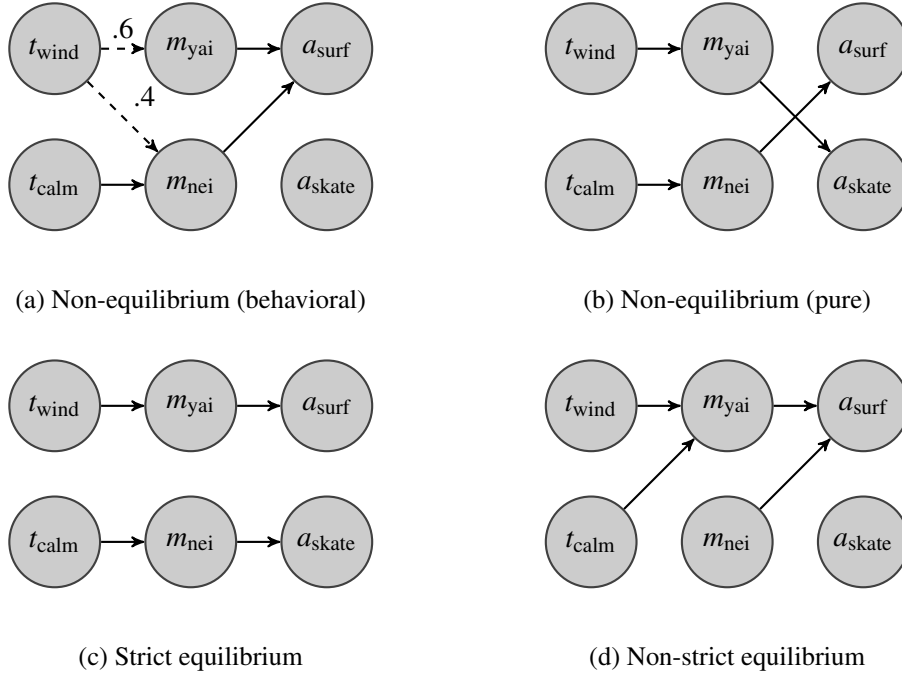 t_wind .6 m_yai a_surf
.4
t_calm m_nei a_skate
(a) Non-equilibrium (behavioral)
t_wind m_yai a_surf
t_calm m_nei a_skate
(b) Non-equilibrium (pure)
t_wind m_yai a_surf
t_calm m_nei a_skate
(c) Strict equilibrium
t_wind m_yai a_surf
t_calm m_nei a_skate
(d) Non-strict equilibrium